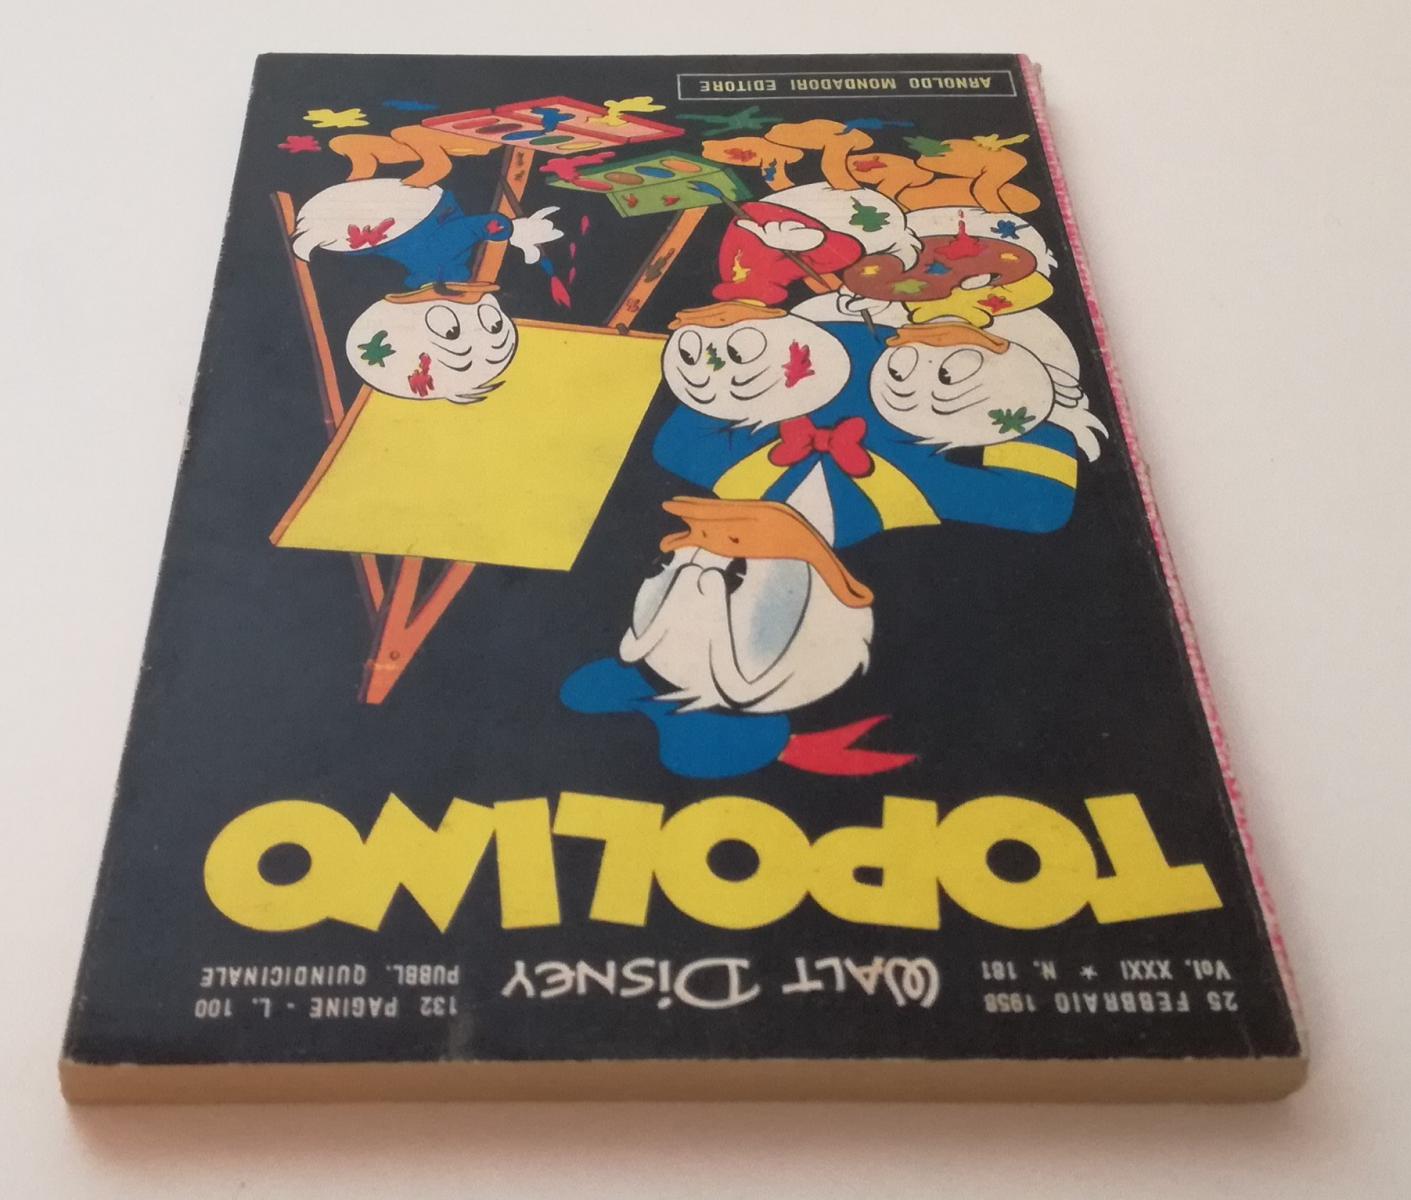 25 FEBBRAIO 1958
Vol. XXXI ★ N. 181
WALT DISNEY
132 PAGINE - L. 100
PUBBL. QUINDICINALE
TOPOLINO
ARNOLDO MONDADORI EDITORE